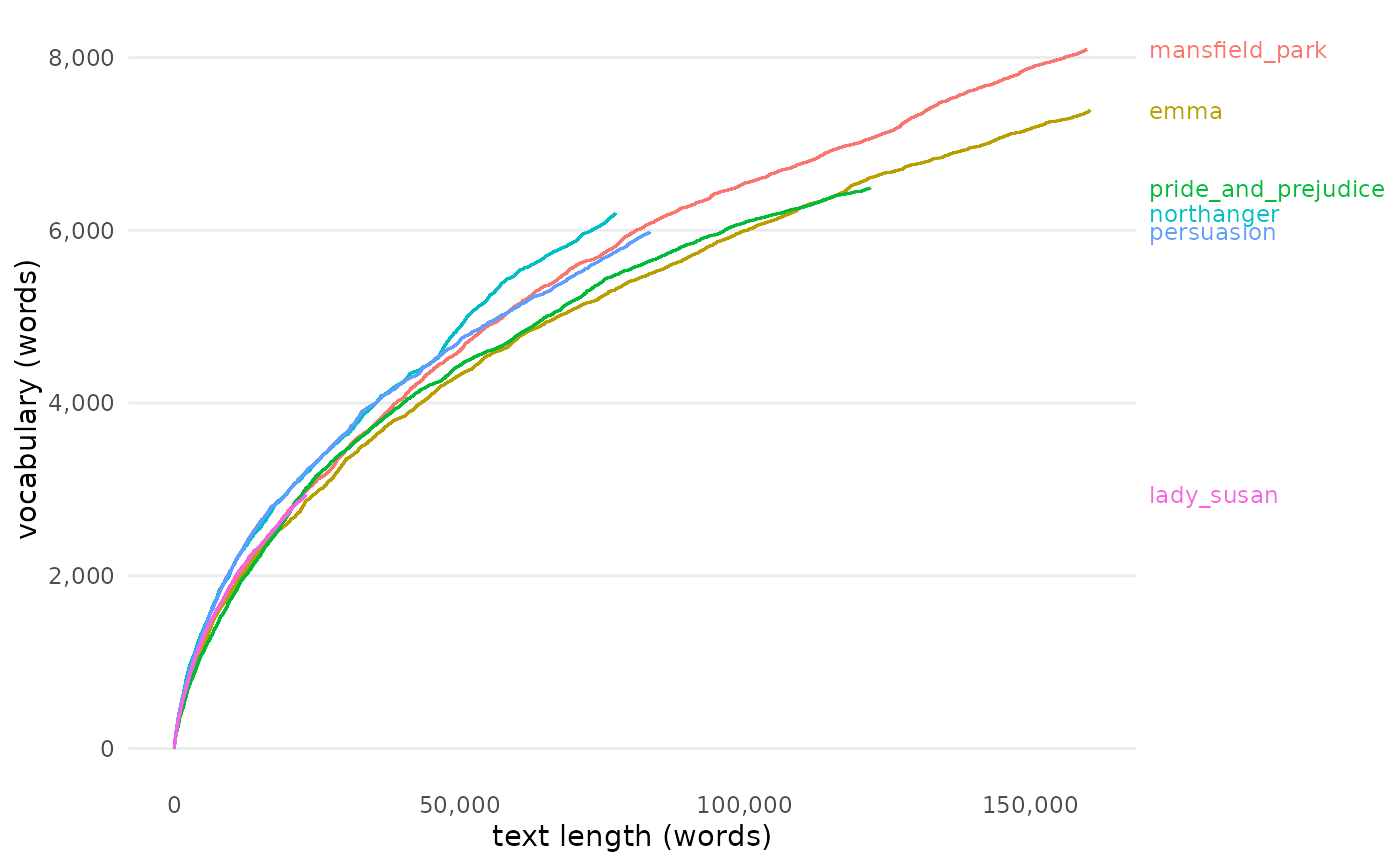 8,000
6,000
4,000
2,000
0
vocabulary (words)
mansfield_park
emma
pride_and_prejudice
northanger
persuasion
lady_susan
0
50,000
100,000
150,000
text length (words)